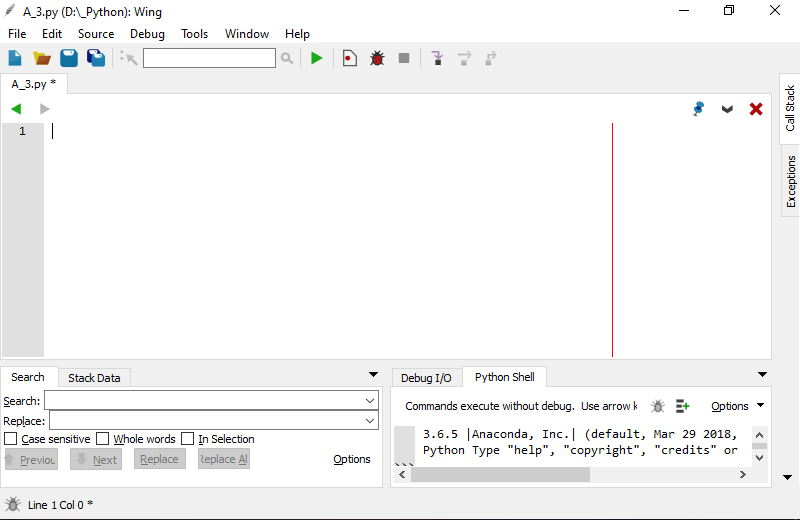 A_3.py (D:\_Python): Wing
File Edit Source Debug Tools Window Help
A_3.py *
1
Call Stack
Exceptions
Search Stack Data
Search:
Replace:
Case sensitive Whole words In Selection
Previou Next Replace Replace Al
Options
Debug I/O Python Shell
Commands execute without debug. Use arrow k Options
3.6.5 |Anaconda, Inc.| (default, Mar 29 2018,
Python Type "help", "copyright", "credits" or
>>>
Line 1 Col 0 *